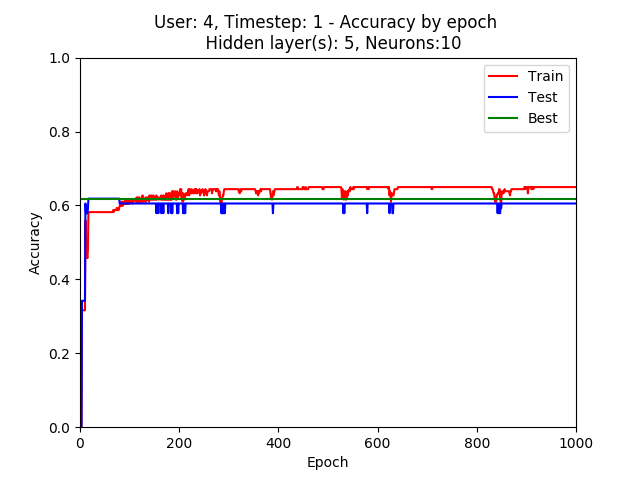 User: 4, Timestep: 1 - Accuracy by epoch
Hidden layer(s): 5, Neurons:10
Train
Test
Best
1.0
0.8
0.6
0.4
0.2
0.0
Accuracy
0
200
400
600
800
1000
Epoch